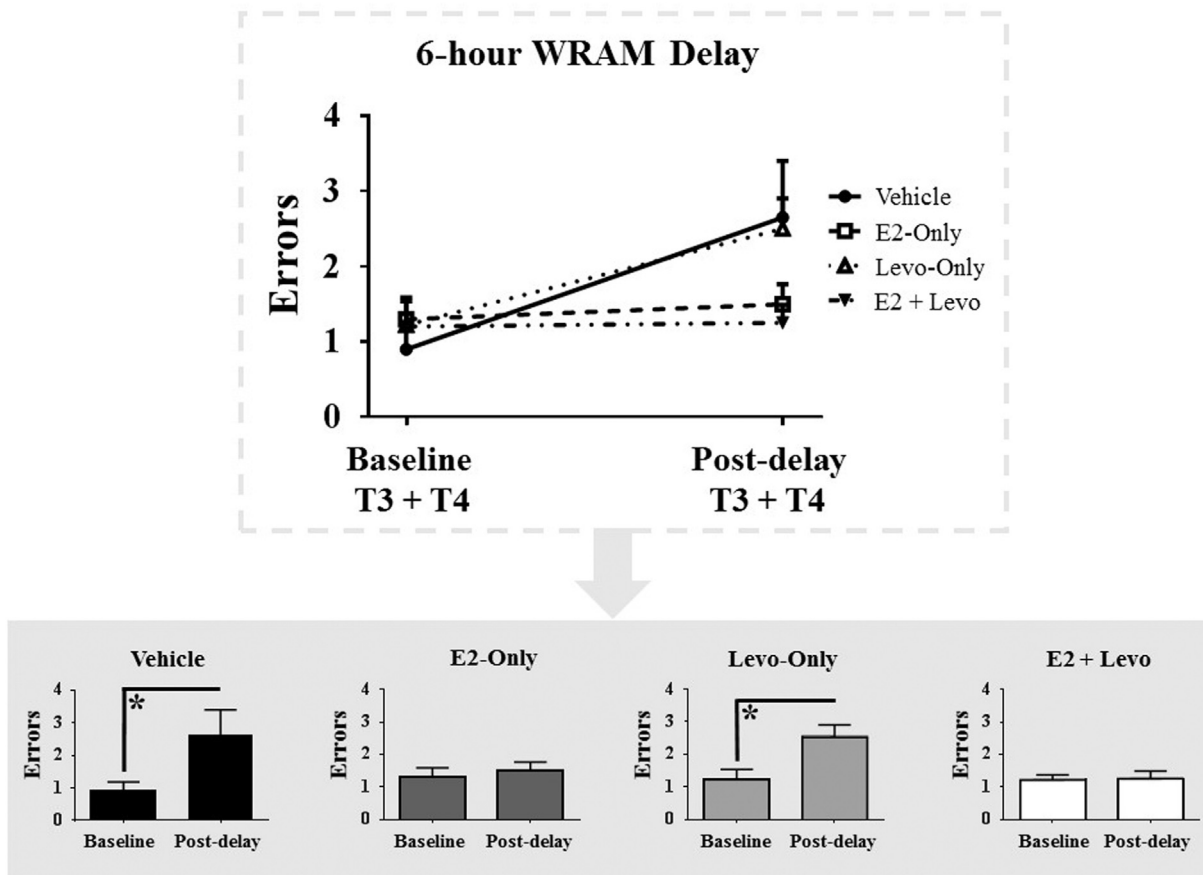 6-hour WRAM Delay
Errors
4
3
2
1
0
Vehicle
E2-Only
Levo-Only
E2 + Levo
Baseline
T3 + T4
Post-delay
T3 + T4
Vehicle
Errors
4
3
2
1
0
*
Baseline
Post-delay
E2-Only
Errors
4
3
2
1
0
Baseline
Post-delay
Levo-Only
Errors
4
3
2
1
0
*
Baseline
Post-delay
E2 + Levo
Errors
4
3
2
1
0
Baseline
Post-delay